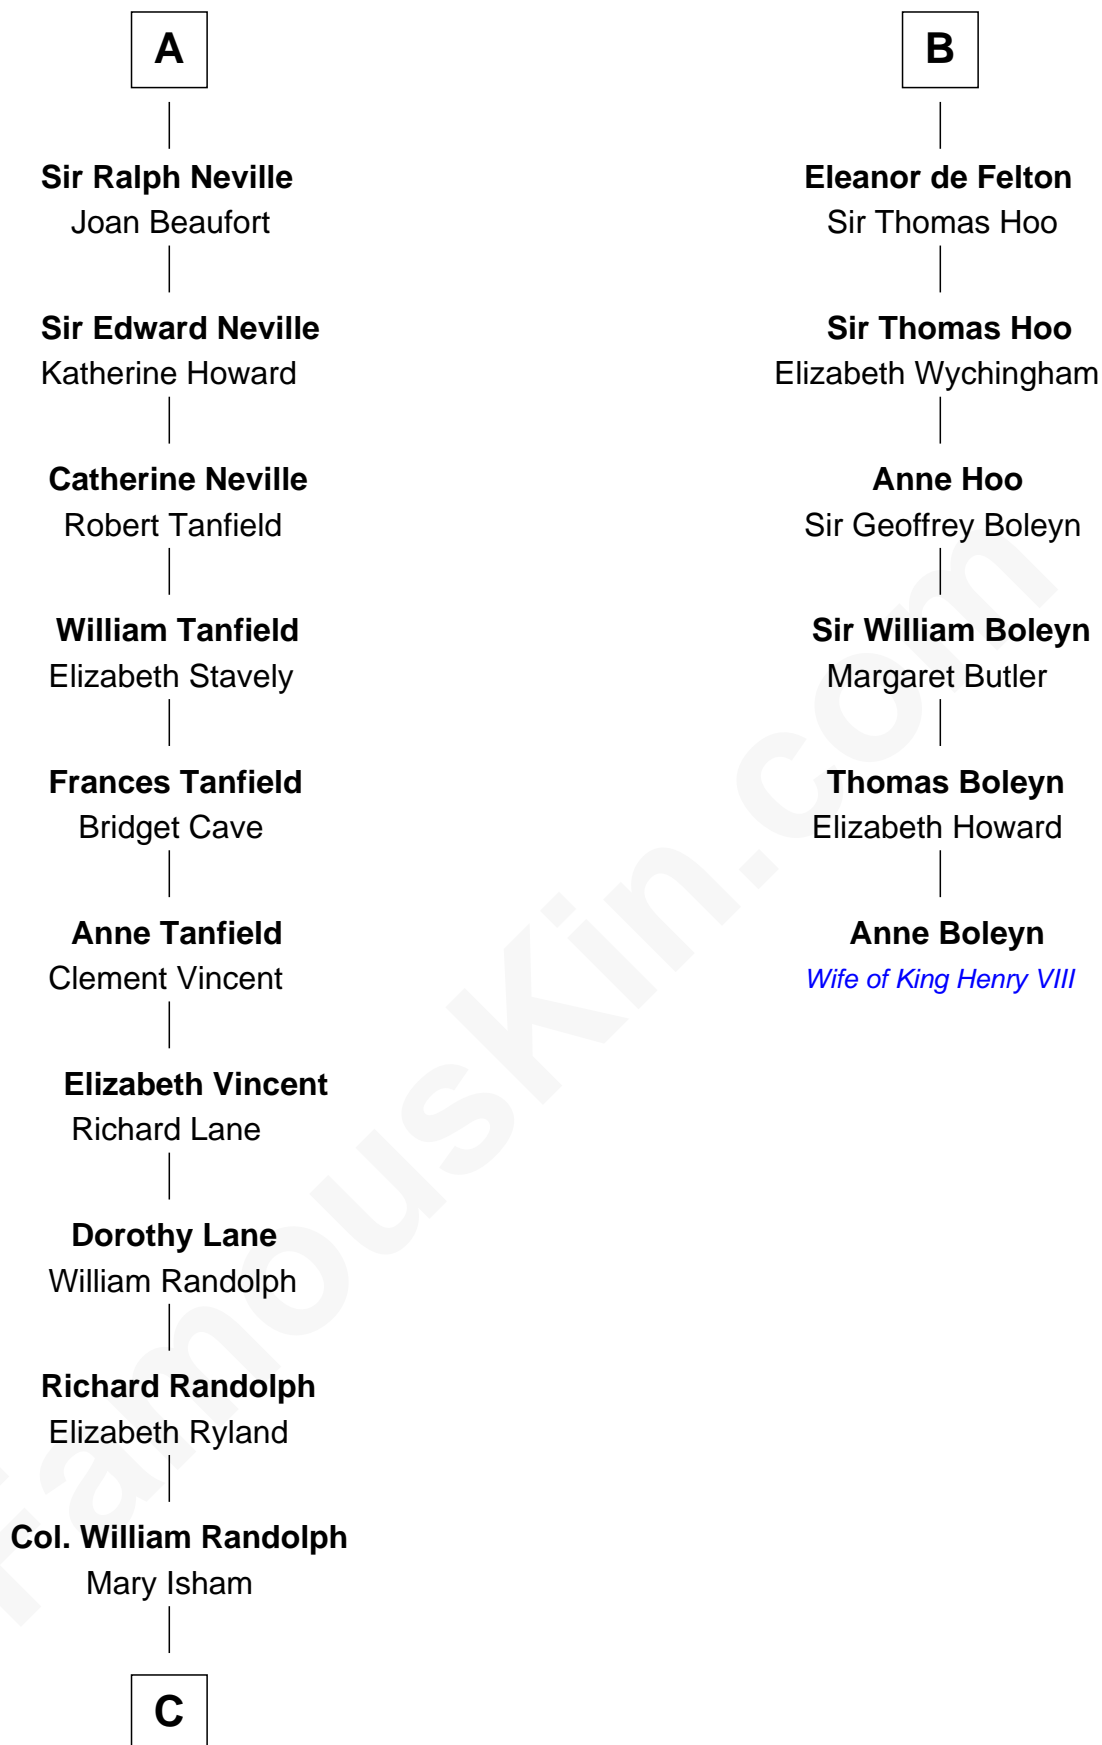 A
Sir Ralph Neville
Joan Beaufort
Sir Edward Neville
Katherine Howard
Catherine Neville
Robert Tanfield
William Tanfield
Elizabeth Stavely
Frances Tanfield
Bridget Cave
Anne Tanfield
Clement Vincent
Elizabeth Vincent
Richard Lane
Dorothy Lane
William Randolph
Richard Randolph
Elizabeth Ryland
Col. William Randolph
Mary Isham
C
B
Eleanor de Felton
Sir Thomas Hoo
Sir Thomas Hoo
Elizabeth Wychingham
Anne Hoo
Sir Geoffrey Boleyn
Sir William Boleyn
Margaret Butler
Thomas Boleyn
Elizabeth Howard
Anne Boleyn
Wife of King Henry VIII
FamousKin.com